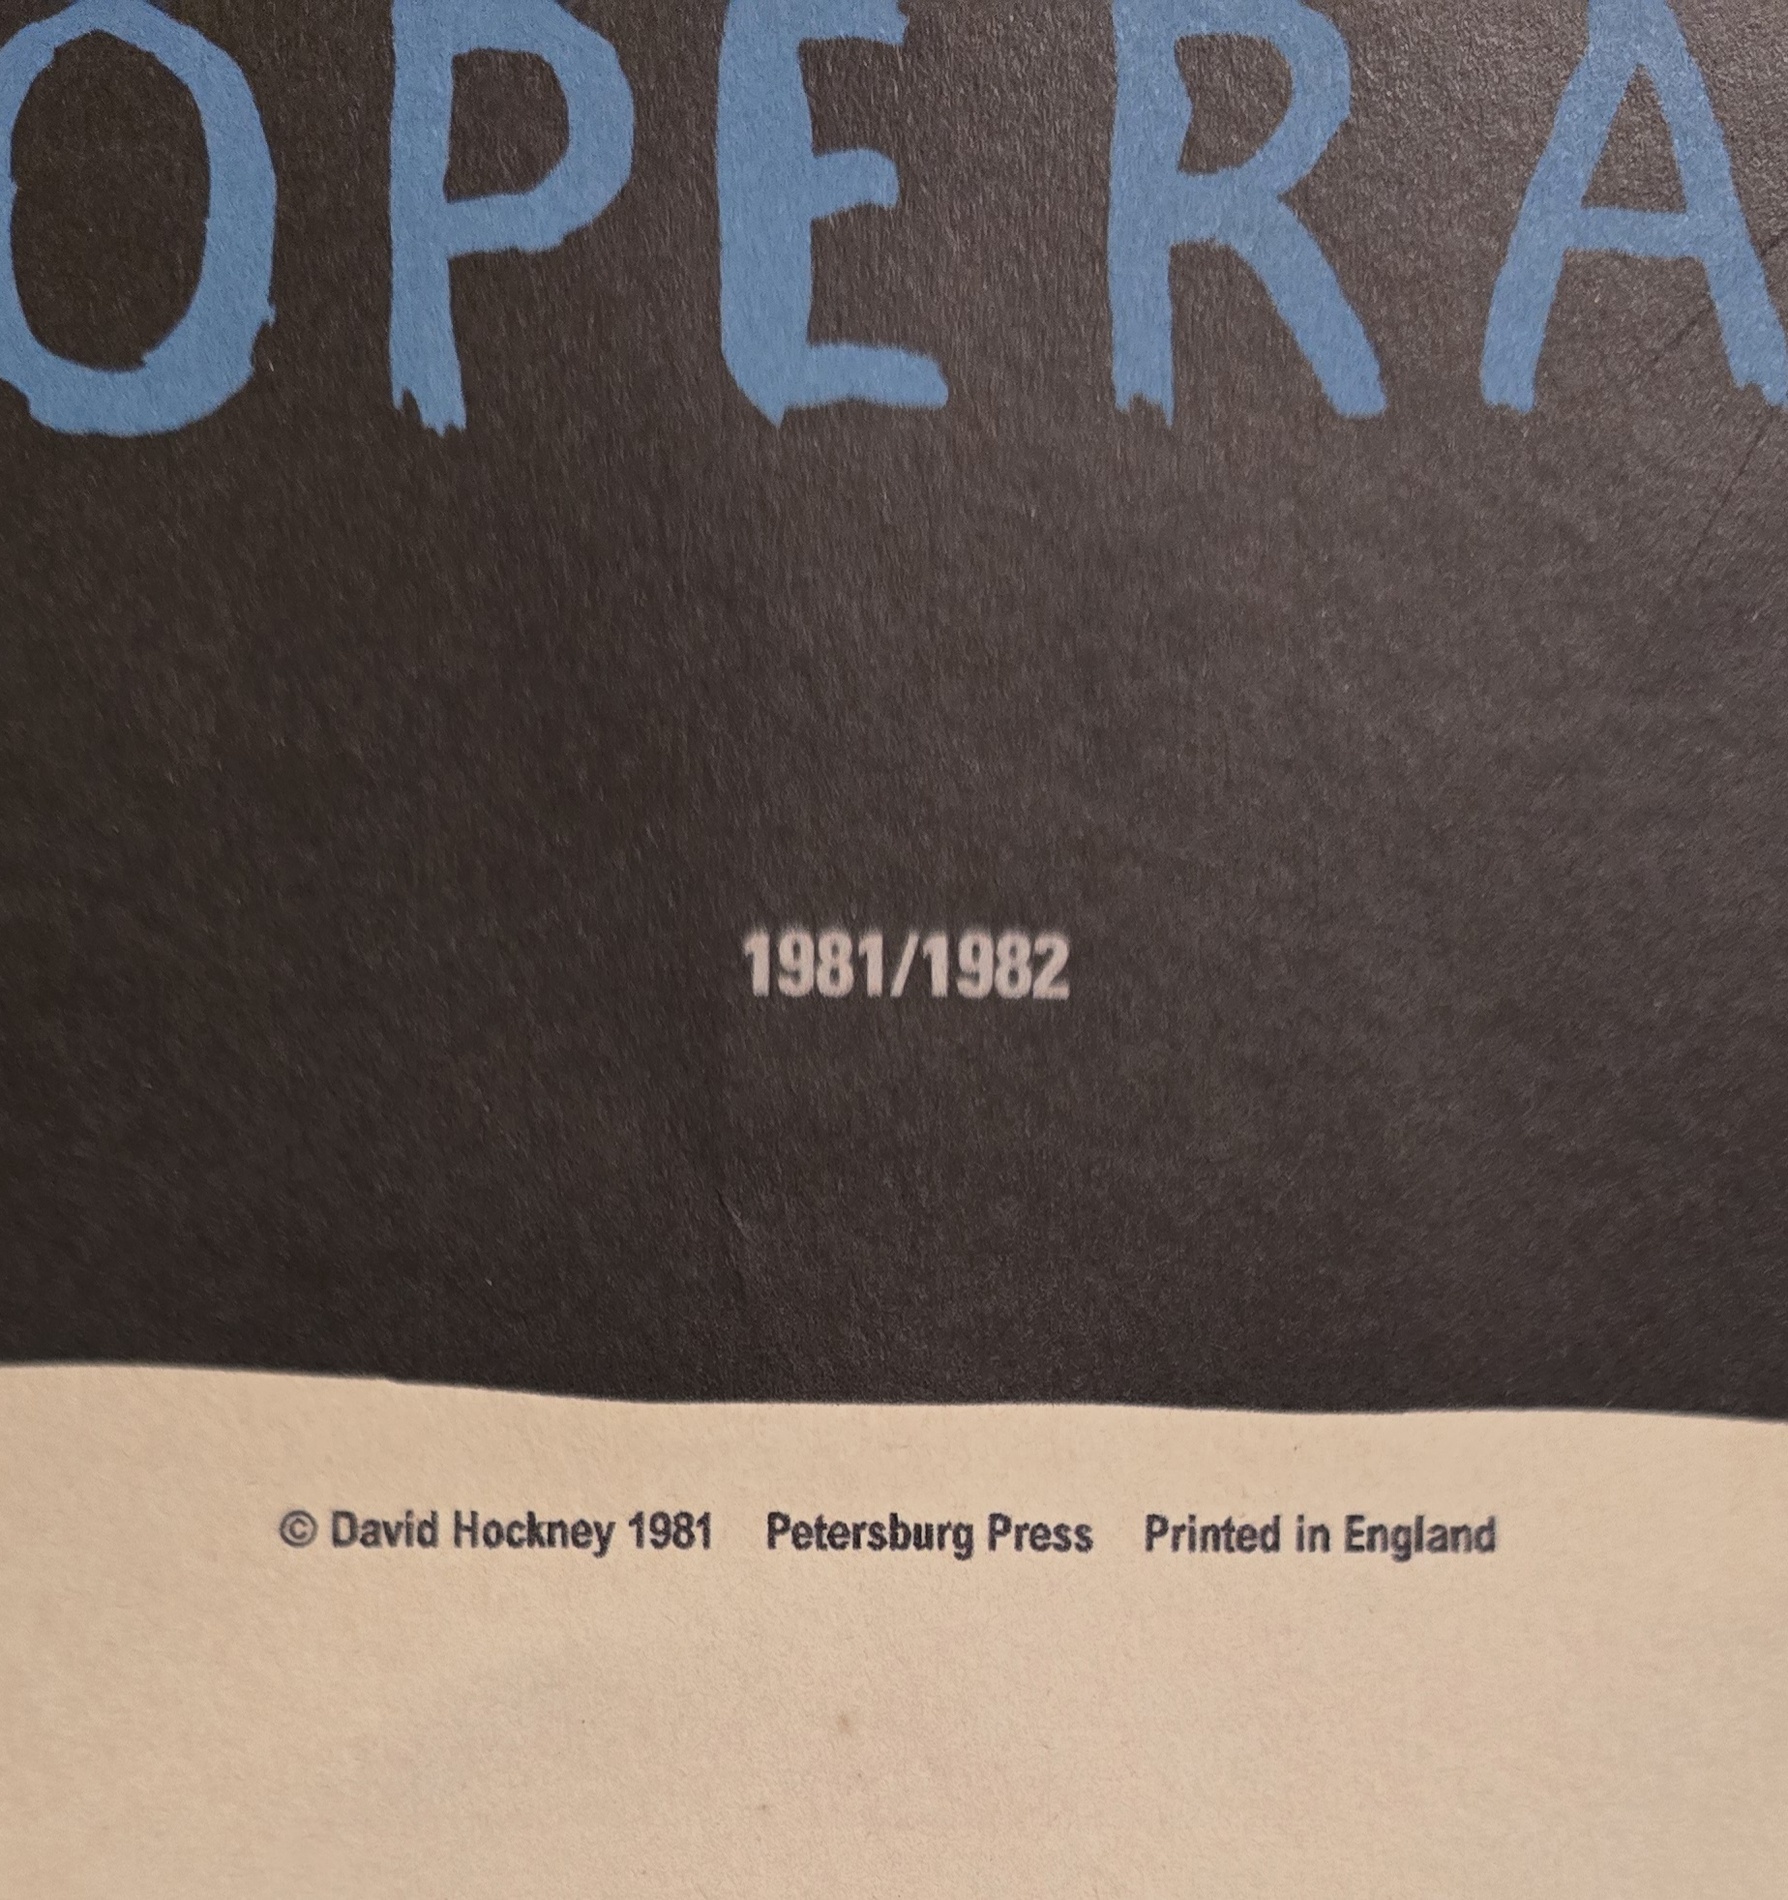 OPERA
1981/1982
© David Hockney 1981 Petersburg Press Printed in England